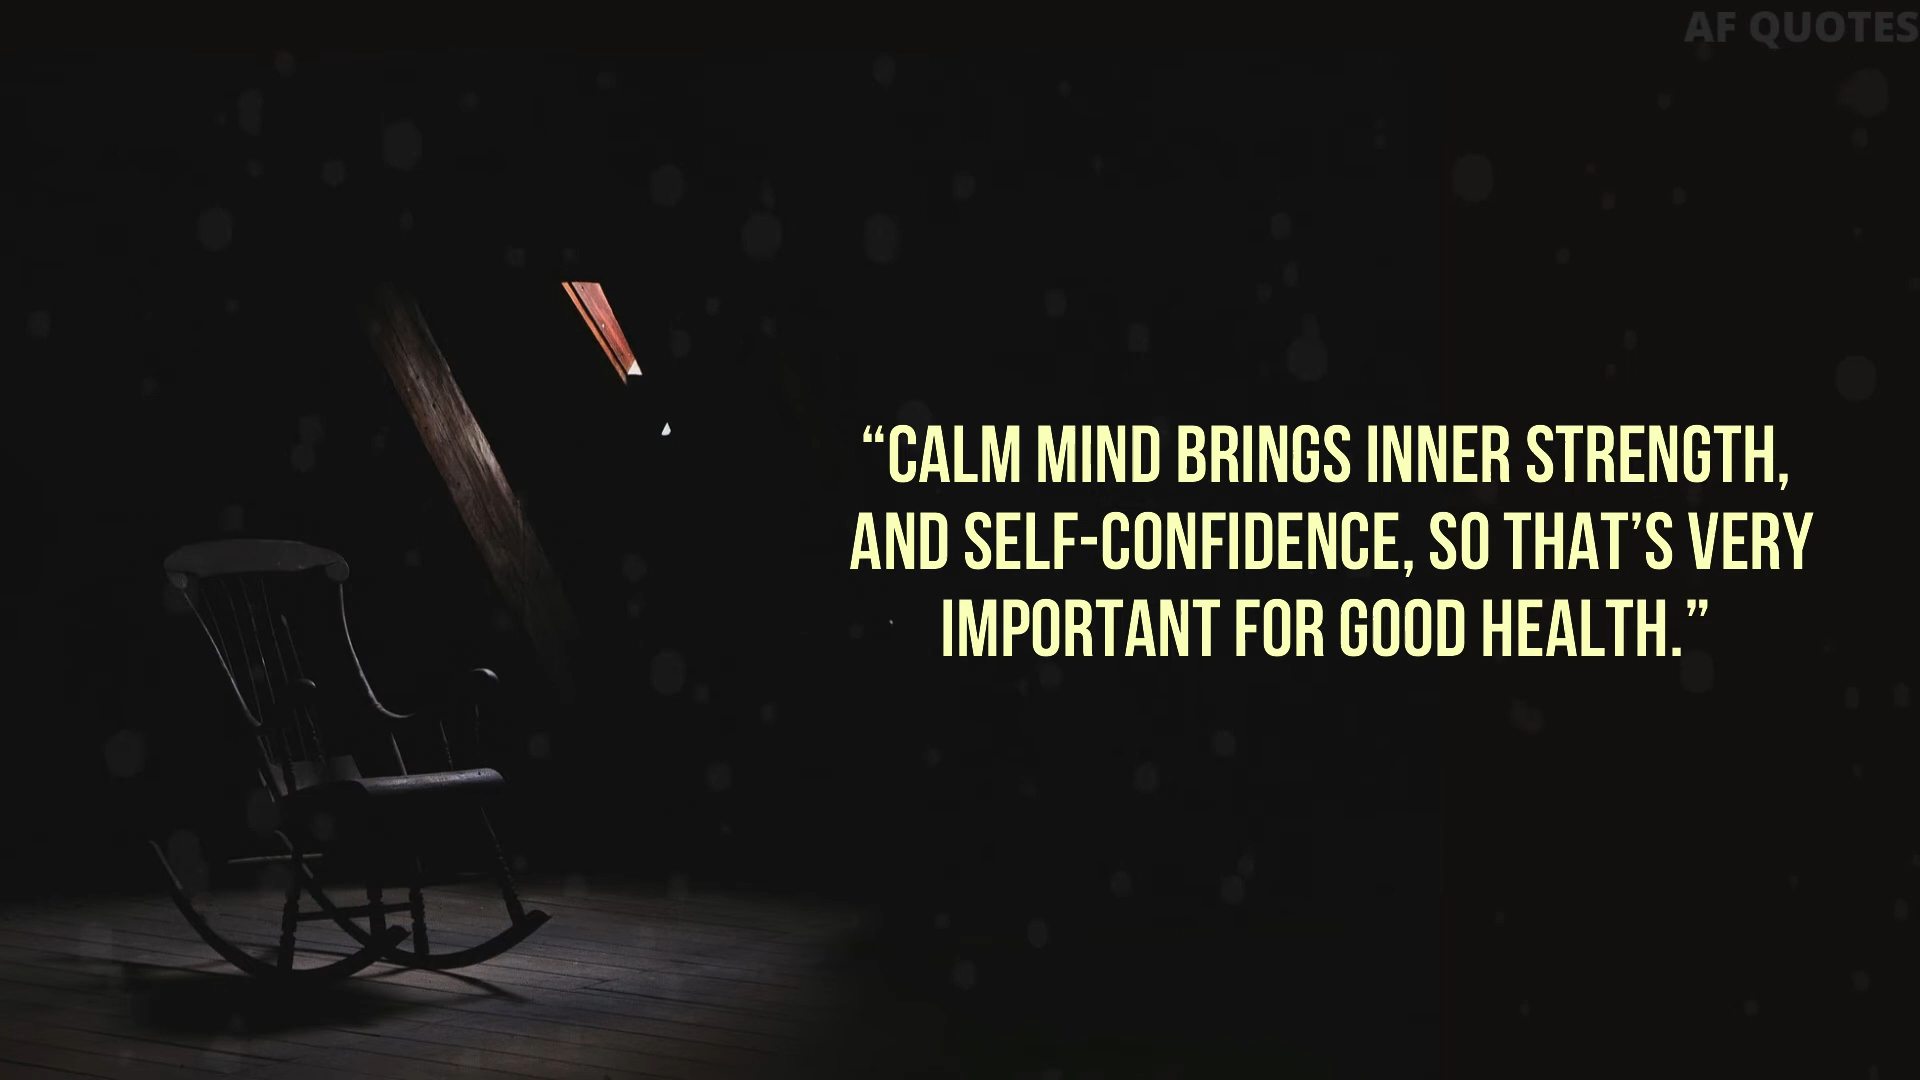 AF QUOTES
“CALM MIND BRINGS INNER STRENGTH,
AND SELF-CONFIDENCE, SO THAT’S VERY
IMPORTANT FOR GOOD HEALTH.”